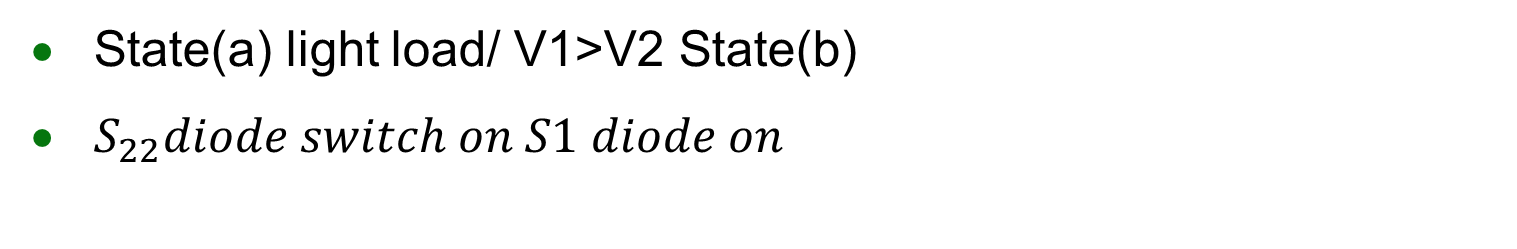 • State(a) light load/ V1>V2 State(b)
• S₂₂diode switch on S1 diode on